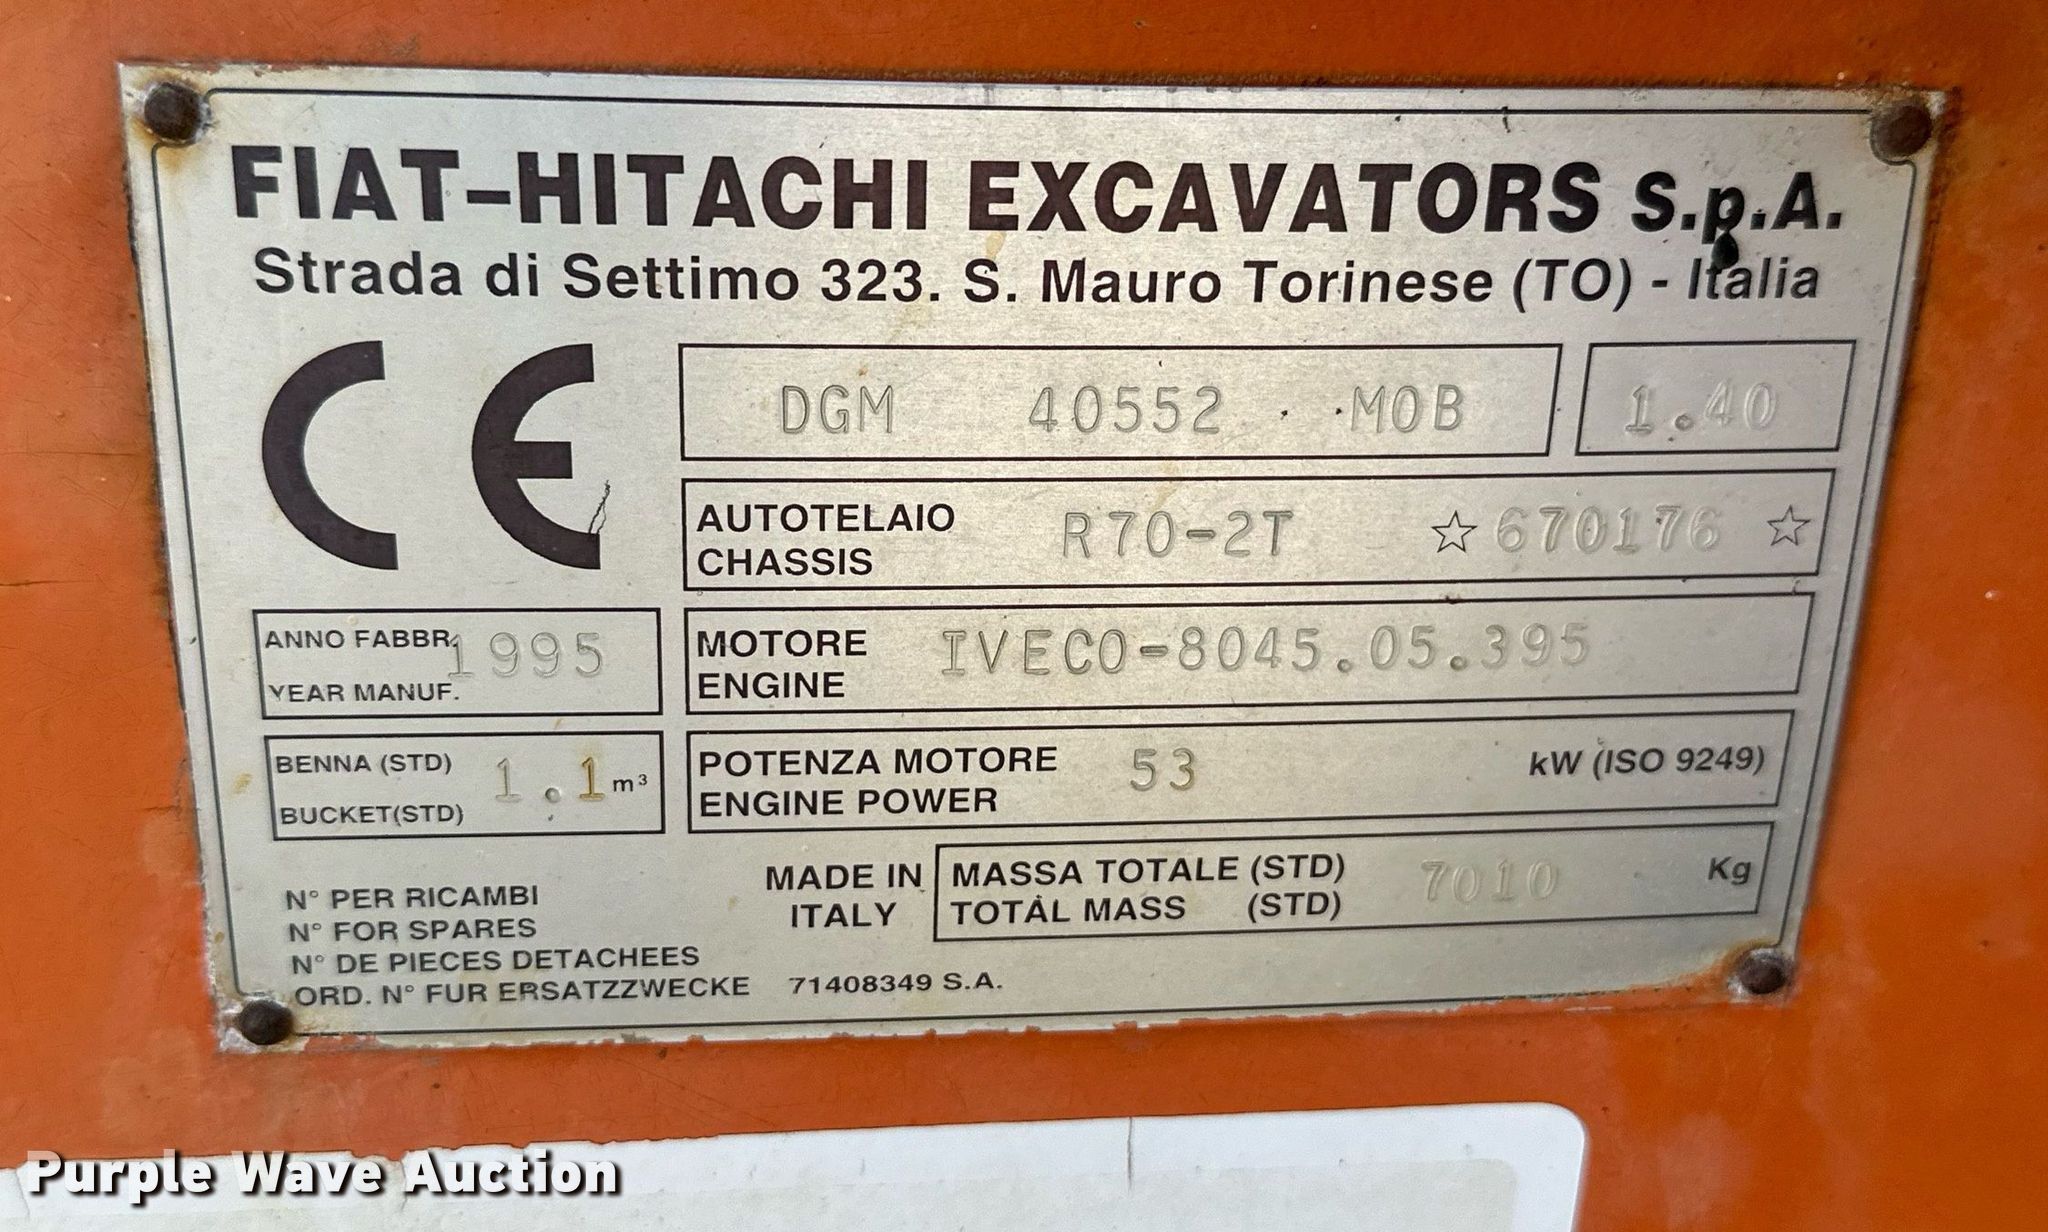 FIAT-HITACHI EXCAVATORS S.p.A.
Strada di Settimo 323. S. Mauro Torinese (TO) - Italia
CE
DGM 40552 MOB
1.40
AUTOTELAIO
CHASSIS
R70-2T ☆670176 ☆
ANNO FABBR.
YEAR MANUF.
1995
MOTORE
ENGINE
IVECO-8045.05.395
BENNA (STD)
BUCKET(STD)
1.1 m³
POTENZA MOTORE
ENGINE POWER
53
kW (ISO 9249)
N° PER RICAMBI
N° FOR SPARES
N° DE PIECES DETACHEES
ORD. N° FUR ERSATZZWECKE 71408349 S.A.
MADE IN
ITALY
MASSA TOTALE (STD)
TOTAL MASS (STD)
7010
Kg
Purple Wave Auction